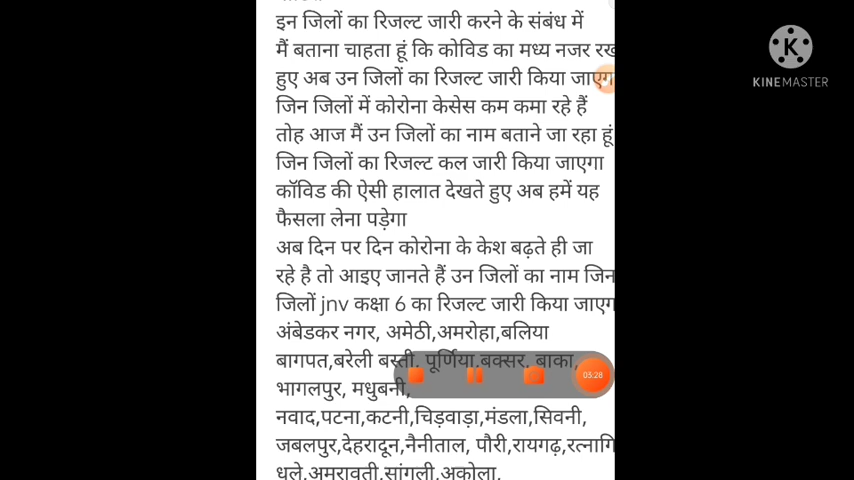 इन जिलों का रिजल्ट जारी करने के संबंध में
मैं बताना चाहता हूं कि कोविड का मध्य नजर रख
हुए अब उन जिलों का रिजल्ट जारी किया जाएग
जिन जिलों में कोरोना केसेस कम कमा रहे हैं
तोह आज मैं उन जिलों का नाम बताने जा रहा हूं
जिन जिलों का रिजल्ट कल जारी किया जाएगा
कॉविड की ऐसी हालात देखते हुए अब हमें यह
फैसला लेना पड़ेगा
अब दिन पर दिन कोरोना के केश बढ़ते ही जा
रहे है तो आइए जानते हैं उन जिलों का नाम जिन
जिलों jnv कक्षा 6 का रिजल्ट जारी किया जाएग
अंबेडकर नगर, अमेठी,अमरोहा,बलिया
बागपत,बरेली बस्ती, पूर्णिया,बक्सर, बाका,
भागलपुर, मधुबनी,
नवाद,पटना,कटनी,चिड़वाड़ा,मंडला,सिवनी,
जबलपुर,देहरादून,नैनीताल, पौरी,रायगढ़,रत्नागि
धुले,अमरावती,सांगली,अकोला,
03:28
K
KINEMASTER